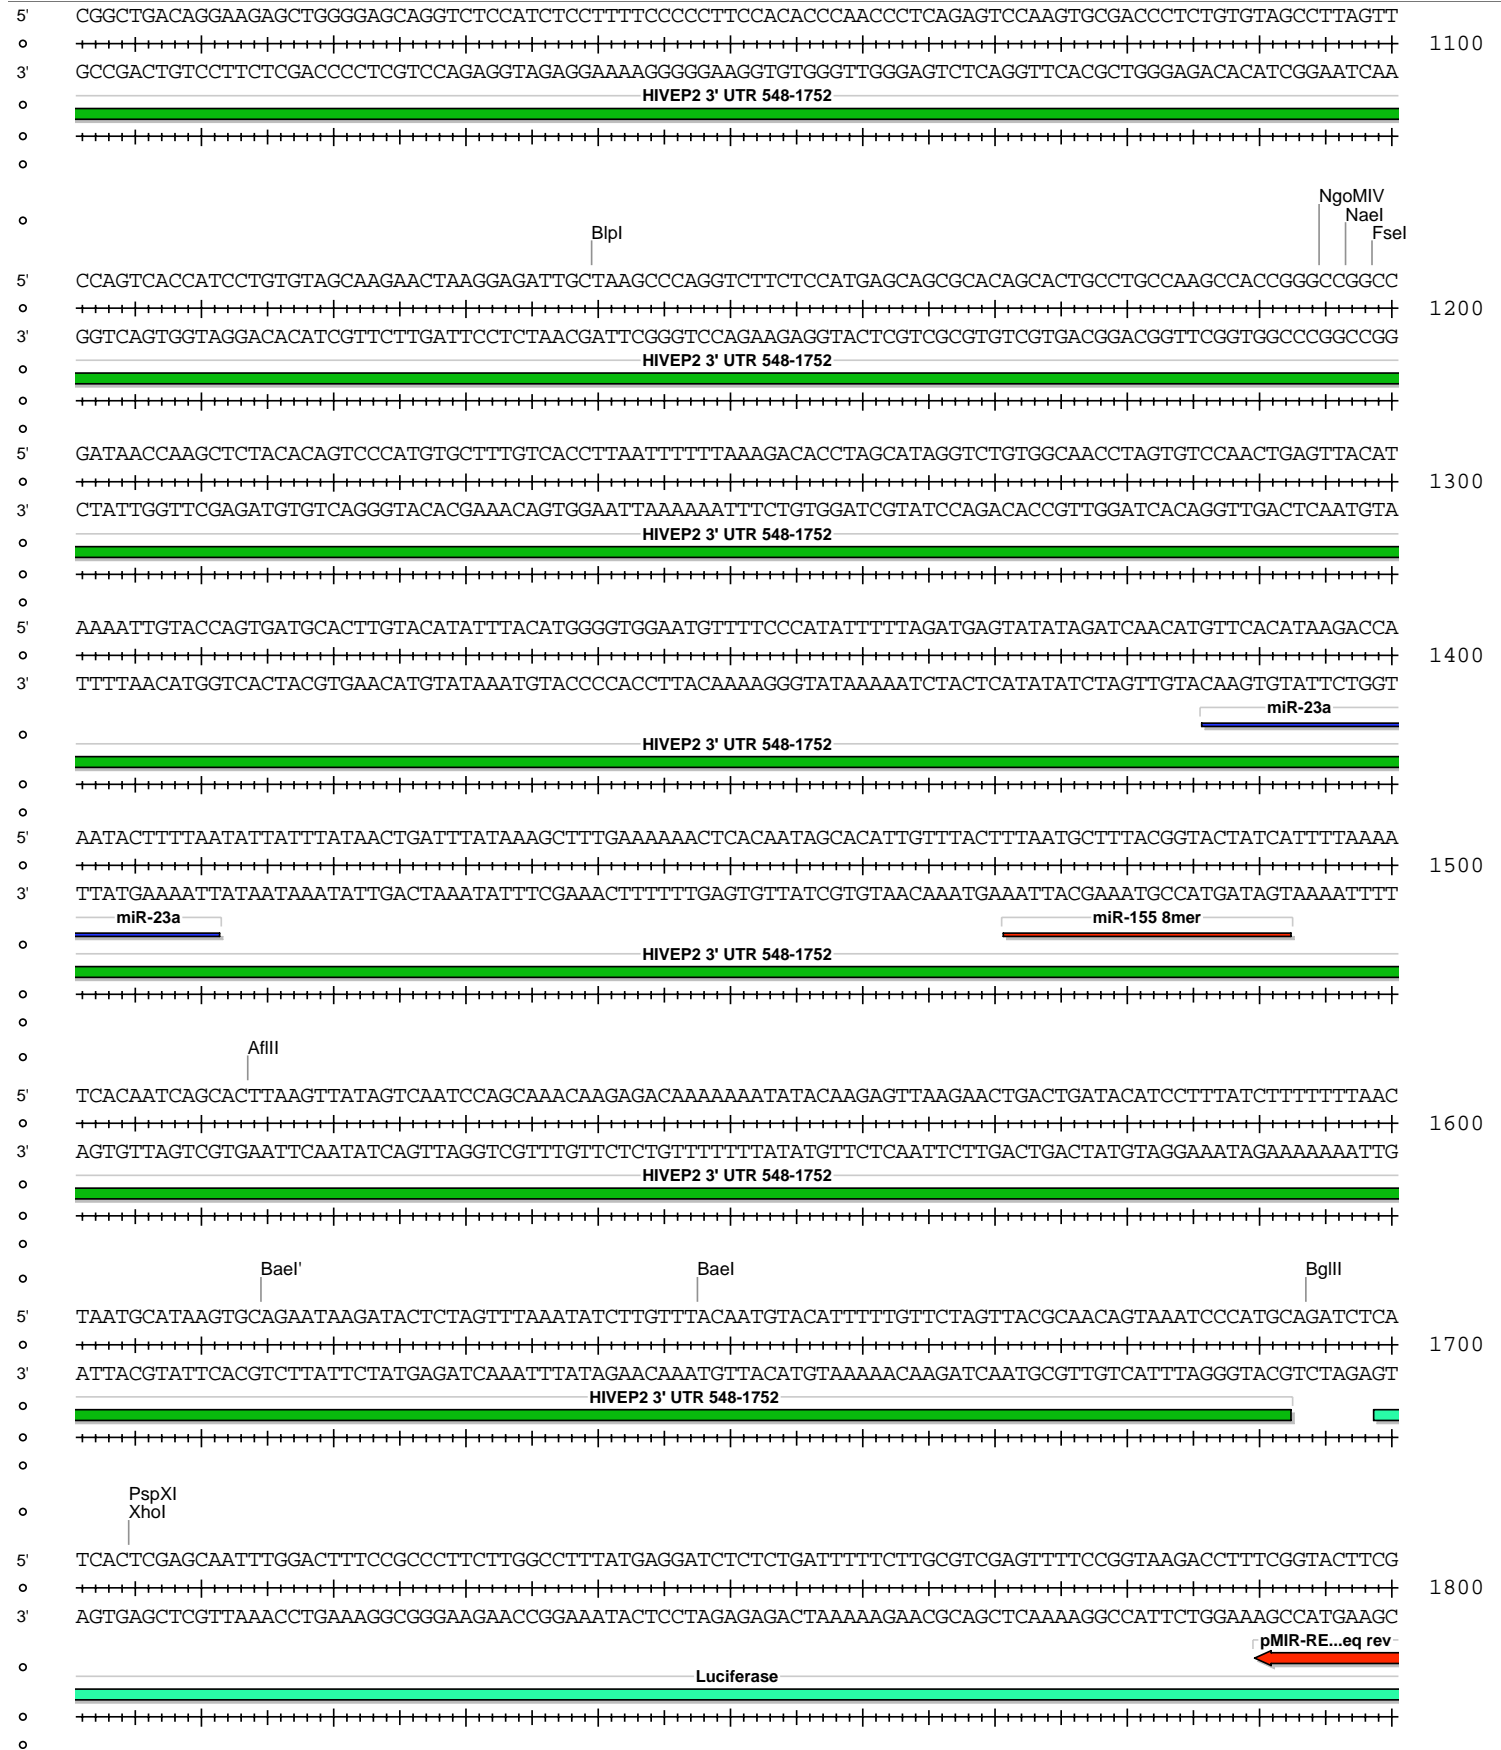 5' CGGCTGACAGGAAGAGCTGGGGAGCAGGTCTCCATCTCCTTTTCCCCCTTCCACACCCAACCCTCAGAGTCCAAGTGCGACCCTCTGTGTAGCCTTAGTT
1100
3' GCCGACTGTCCTTCTCGACCCCTCGTCCAGAGGTAGAGGAAAAGGGGGAAGGTGTGGGTTGGGAGTCTCAGGTTCACGCTGGGAGACACATCGGAATCAA
HIVEP2 3' UTR 548-1752
NgoMIV
NaeI
BlpI FseI
5' CCAGTCACCATCCTGTGTAGCAAGAACTAAGGAGATTGCTAAGCCCAGGTCTTCTCCATGAGCAGCGCACAGCACTGCCTGCCAAGCCACCGGGCCGGCC
1200
3' GGTCAGTGGTAGGACACATCGTTCTTGATTCCTCTAACGATTCGGGTCCAGAAGAGGTACTCGTCGCGTGTCGTGACGGACGGTTCGGTGGCCCGGCCGG
HIVEP2 3' UTR 548-1752
5' GATAACCAAGCTCTACACAGTCCCATGTGCTTTGTCACCTTAATTTTTTAAAGACACCTAGCATAGGTCTGTGGCAACCTAGTGTCCAACTGAGTTACAT
1300
3' CTATTGGTTCGAGATGTGTCAGGGTACACGAAACAGTGGAATTAAAAAATTTCTGTGGATCGTATCCAGACACCGTTGGATCACAGGTTGACTCAATGTA
HIVEP2 3' UTR 548-1752
5' AAAATTGTACCAGTGATGCACTTGTACATATTTACATGGGGTGGAATGTTTTCCCATATTTTTAGATGAGTATATAGATCAACATGTTCACATAAGACCA
1400
3' TTTTAACATGGTCACTACGTGAACATGTATAAATGTACCCCACCTTACAAAAGGGTATAAAAATCTACTCATATATCTAGTTGTACAAGTGTATTCTGGT
miR-23a
HIVEP2 3' UTR 548-1752
5' AATACTTTTAATATTATTTATAACTGATTTATAAAGCTTTGAAAAAACTCACAATAGCACATTGTTTACTTTAATGCTTTACGGTACTATCATTTTAAAA
1500
3' TTATGAAAATTATAATAAATATTGACTAAATATTTCGAAACTTTTTTGAGTGTTATCGTGTAACAAATGAAATTACGAAATGCCATGATAGTAAAATTTT
miR-23a miR-155 8mer
HIVEP2 3' UTR 548-1752
AflII
5' TCACAATCAGCACTTAAGTTATAGTCAATCCAGCAAACAAGAGACAAAAAAATATACAAGAGTTAAGAACTGACTGATACATCCTTTATCTTTTTTTAAC
1600
3' AGTGTTAGTCGTGAATTCAATATCAGTTAGGTCGTTTGTTCTCTGTTTTTTTATATGTTCTCAATTCTTGACTGACTATGTAGGAAATAGAAAAAAATTG
HIVEP2 3' UTR 548-1752
BaeI' BaeI BglII
5' TAATGCATAAGTGCAGAATAAGATACTCTAGTTTAAATATCTTGTTTACAATGTACATTTTTGTTCTAGTTACGCAACAGTAAATCCCATGCAGATCTCA
1700
3' ATTACGTATTCACGTCTTATTCTATGAGATCAAATTTATAGAACAAATGTTACATGTAAAAACAAGATCAATGCGTTGTCATTTAGGGTACGTCTAGAGT
HIVEP2 3' UTR 548-1752
PspXI
XhoI
5' TCACTCGAGCAATTTGGACTTTCCGCCCTTCTTGGCCTTTATGAGGATCTCTCTGATTTTTCTTGCGTCGAGTTTTCCGGTAAGACCTTTCGGTACTTCG
1800
3' AGTGAGCTCGTTAAACCTGAAAGGCGGGAAGAACCGGAAATACTCCTAGAGAGACTAAAAAGAACGCAGCTCAAAAGGCCATTCTGGAAAGCCATGAAGC
pMIR-RE...eq rev
Luciferase